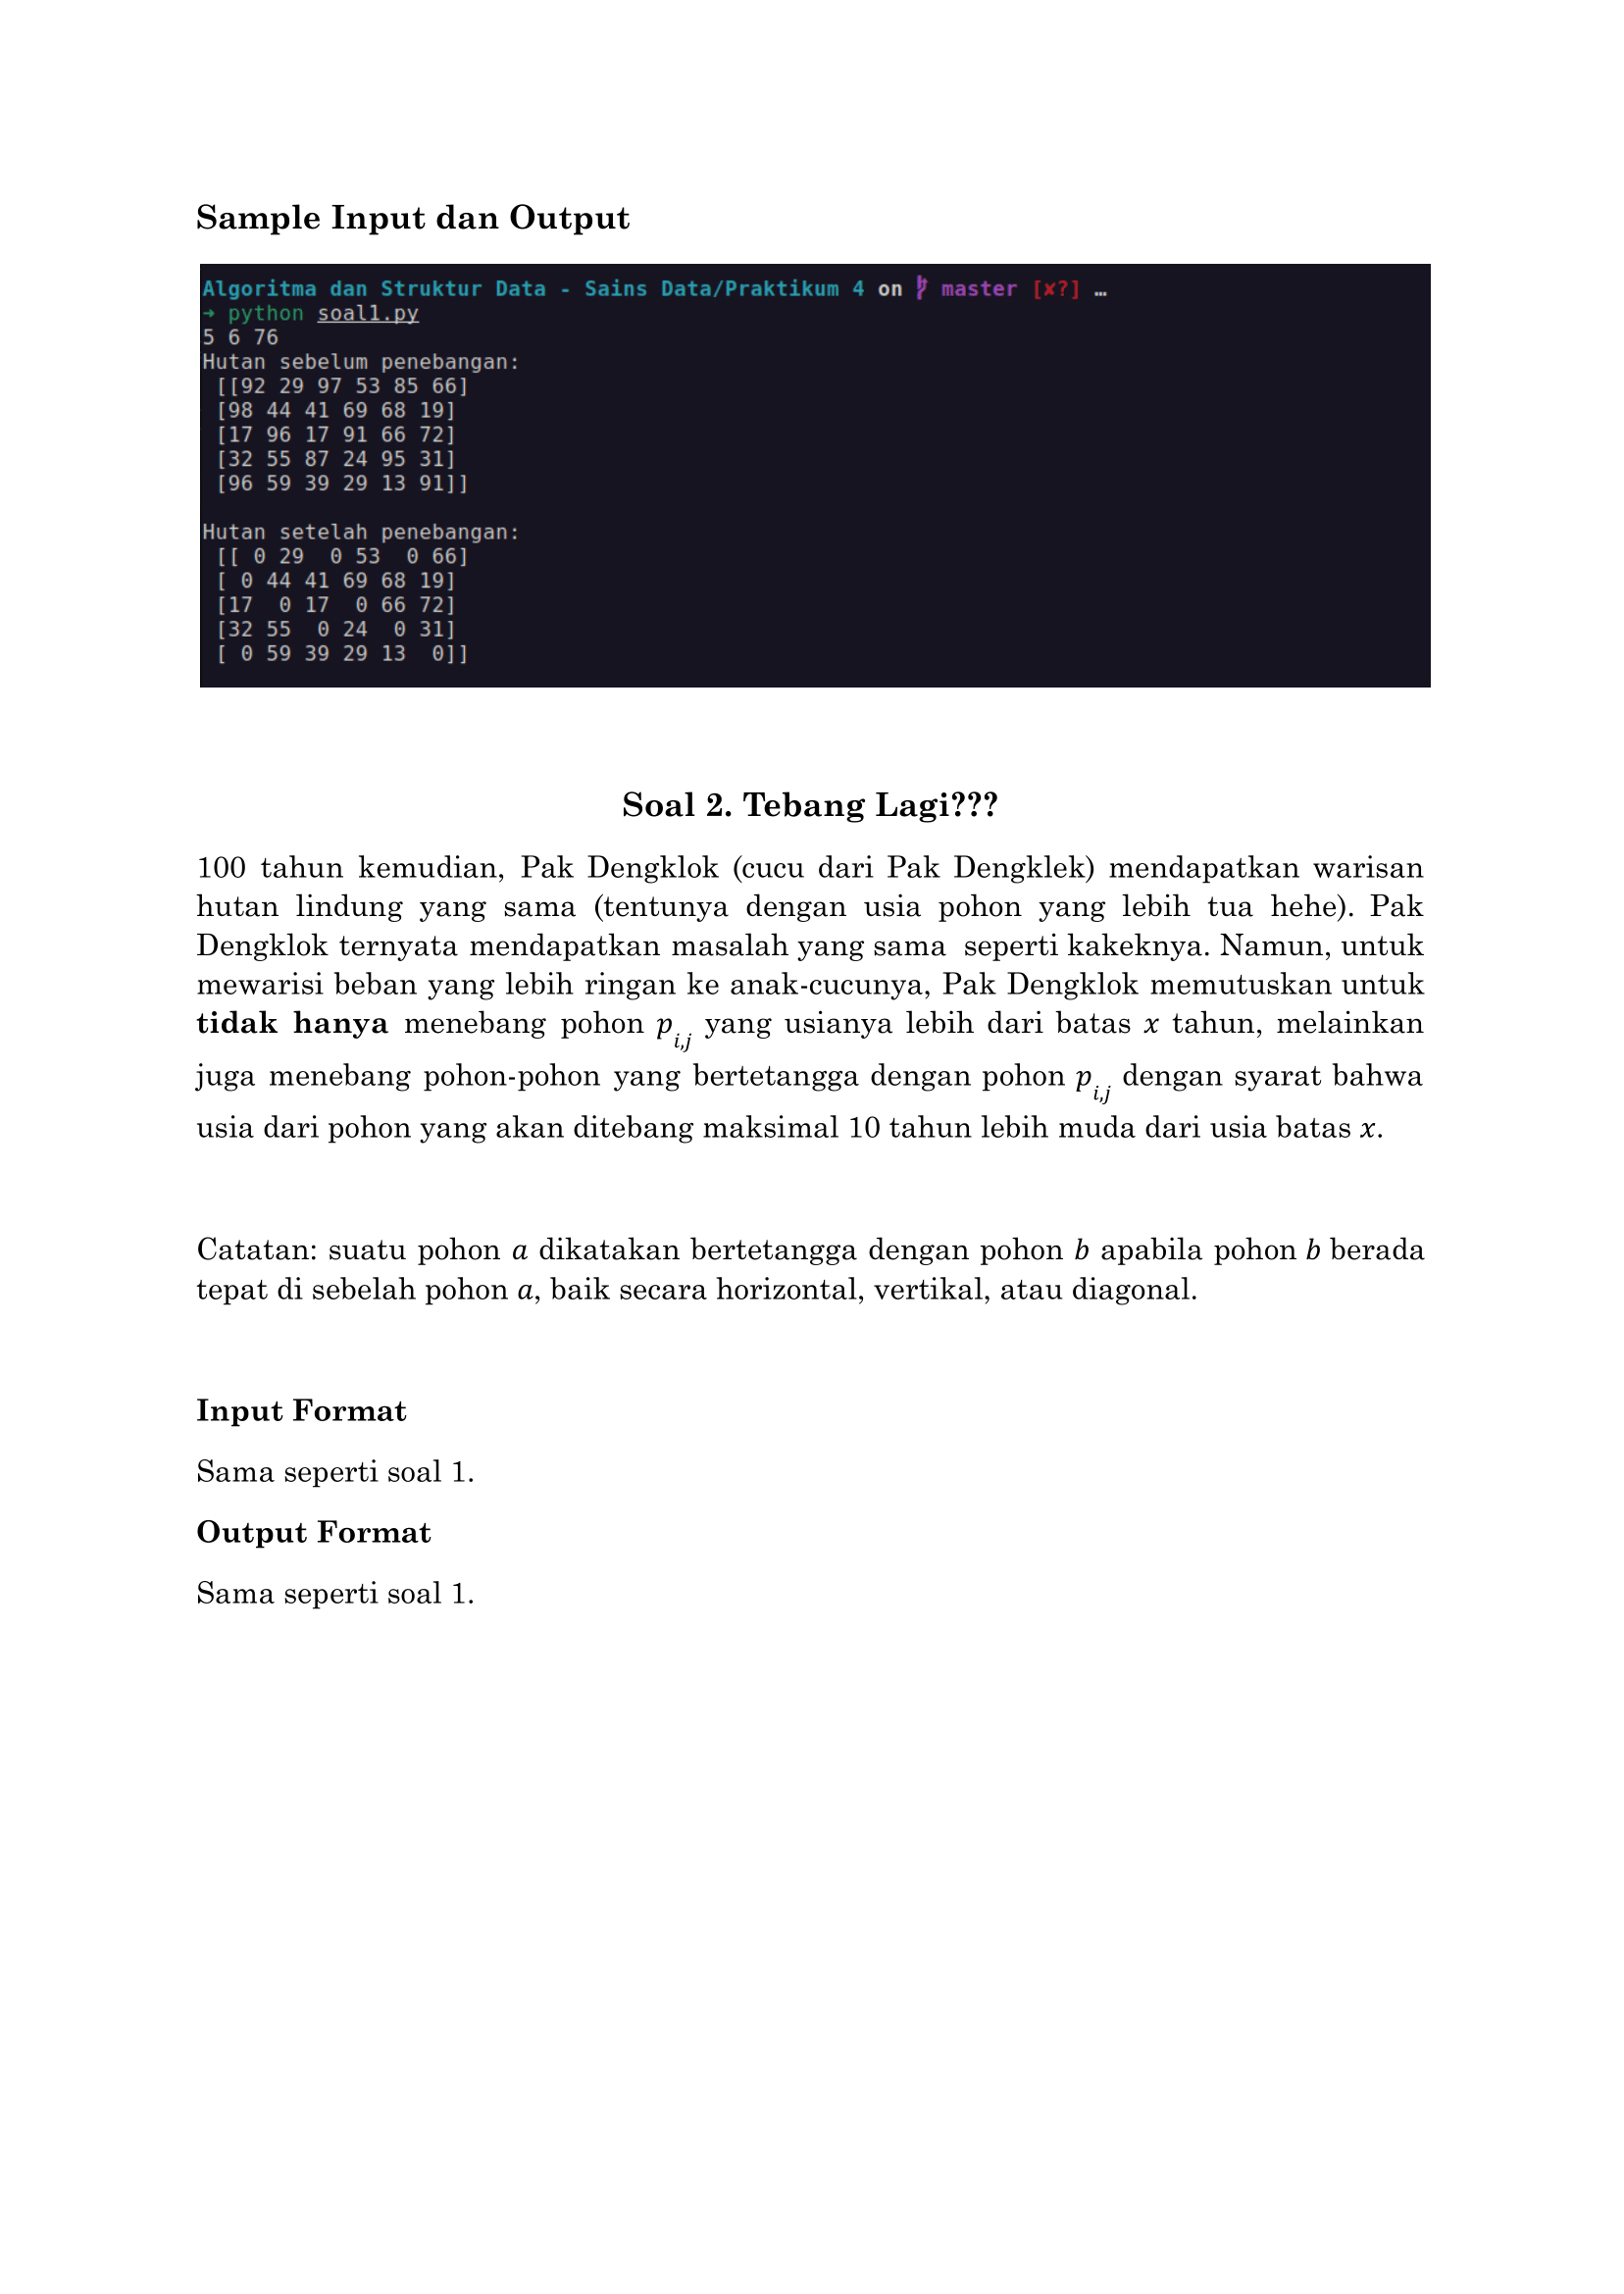 Sample Input dan Output
Algoritma dan Struktur Data - Sains Data/Praktikum 4 on master [✘?] …
➜ python soal1.py
5 6 76
Hutan sebelum penebangan:
[[92 29 97 53 85 66]
[98 44 41 69 68 19]
[17 96 17 91 66 72]
[32 55 87 24 95 31]
[96 59 39 29 13 91]]
Hutan setelah penebangan:
[[ 0 29  0 53  0 66]
[ 0 44 41 69 68 19]
[17  0 17  0 66 72]
[32 55  0 24  0 31]
[ 0 59 39 29 13  0]]
Soal 2. Tebang Lagi???
100 tahun kemudian, Pak Dengklok (cucu dari Pak Dengklek) mendapatkan warisan
hutan lindung yang sama (tentunya dengan usia pohon yang lebih tua hehe). Pak
Dengklok ternyata mendapatkan masalah yang sama seperti kakeknya. Namun, untuk
mewarisi beban yang lebih ringan ke anak-cucunya, Pak Dengklok memutuskan untuk
tidak hanya menebang pohon p i,j yang usianya lebih dari batas x tahun, melainkan
juga menebang pohon-pohon yang bertetangga dengan pohon p i,j dengan syarat bahwa
usia dari pohon yang akan ditebang maksimal 10 tahun lebih muda dari usia batas x.
Catatan: suatu pohon a dikatakan bertetangga dengan pohon b apabila pohon b berada
tepat di sebelah pohon a, baik secara horizontal, vertikal, atau diagonal.
Input Format
Sama seperti soal 1.
Output Format
Sama seperti soal 1.